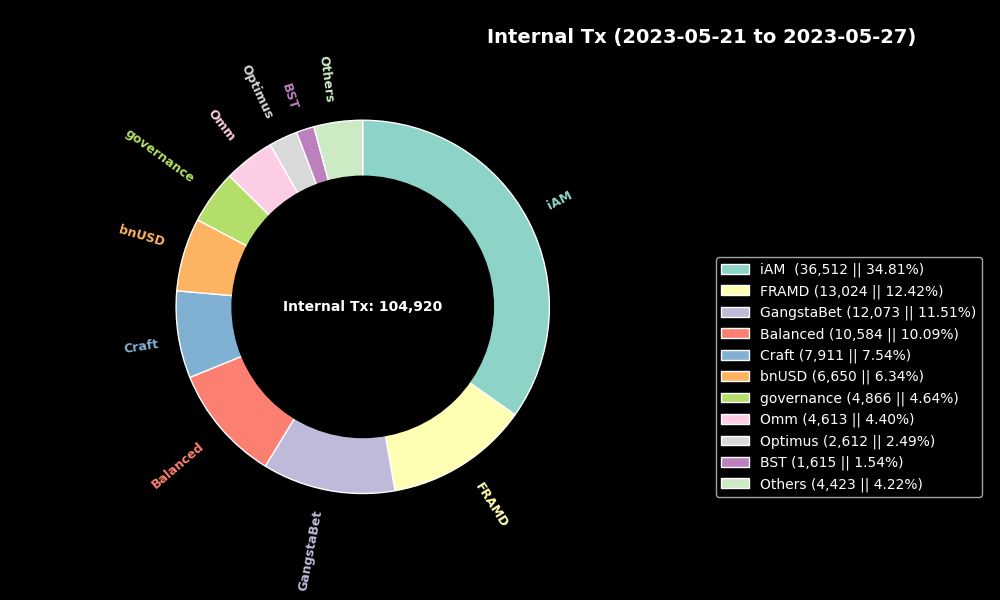 Internal Tx (2023-05-21 to 2023-05-27)
Others
BST
Optimus
Omm
governance
bnUSD
Craft
Balanced
GangstaBet
FRAMD
iAM
Internal Tx: 104,920
iAM  (36,512 || 34.81%)
FRAMD (13,024 || 12.42%)
GangstaBet (12,073 || 11.51%)
Balanced (10,584 || 10.09%)
Craft (7,911 || 7.54%)
bnUSD (6,650 || 6.34%)
governance (4,866 || 4.64%)
Omm (4,613 || 4.40%)
Optimus (2,612 || 2.49%)
BST (1,615 || 1.54%)
Others (4,423 || 4.22%)